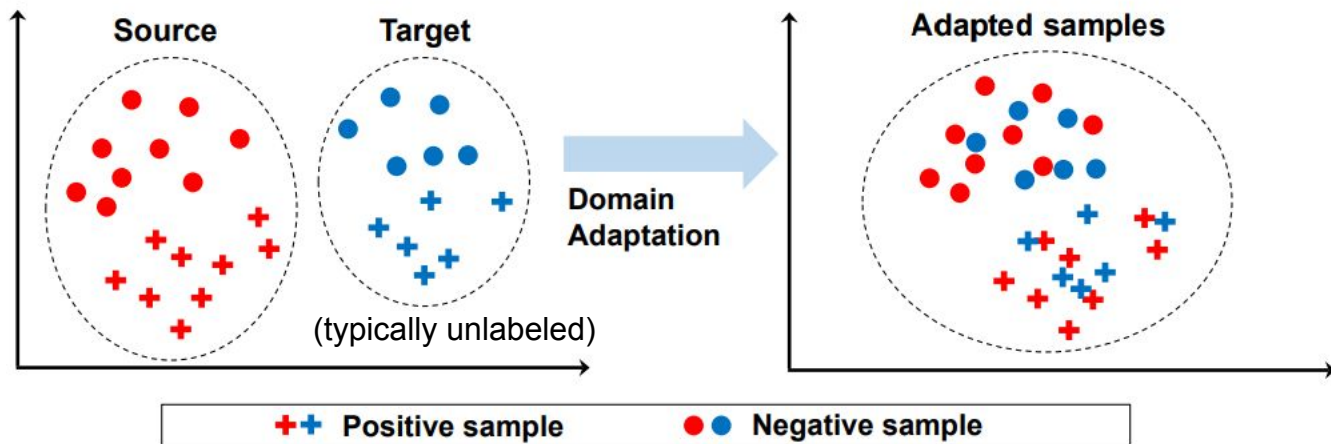 Source
Target
Adapted samples
Domain
Adaptation
(typically unlabeled)
Positive sample
Negative sample